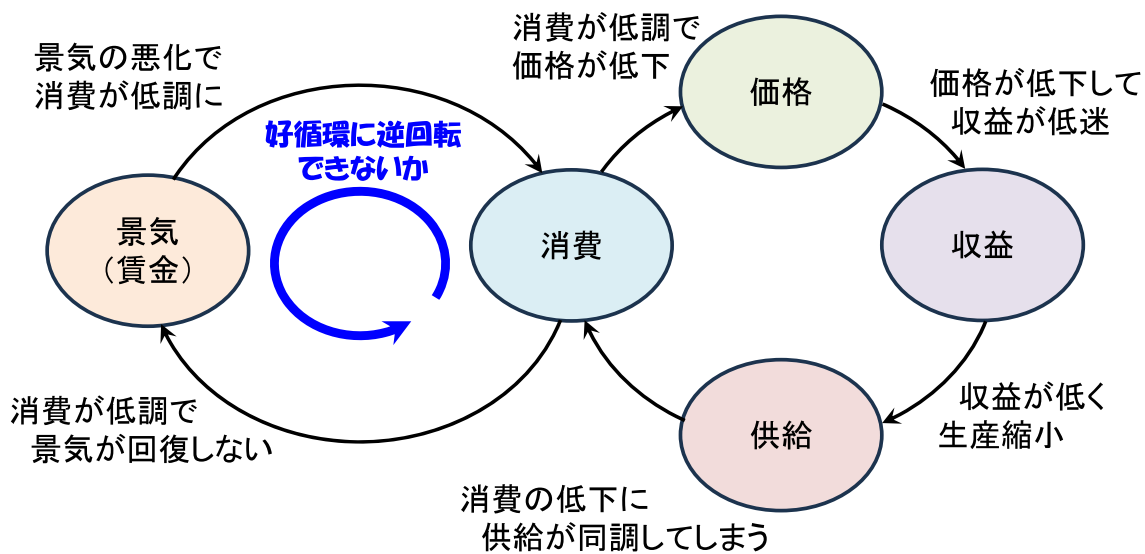 景気の悪化で
消費が低調に
好循環に逆回転
できないか
消費が低調で
価格が低下
価格
価格が低下して
収益が低迷
景気
（賃金）
消費
収益
消費が低調で
景気が回復しない
供給
収益が低く
生産縮小
消費の低下に
供給が同調してしまう